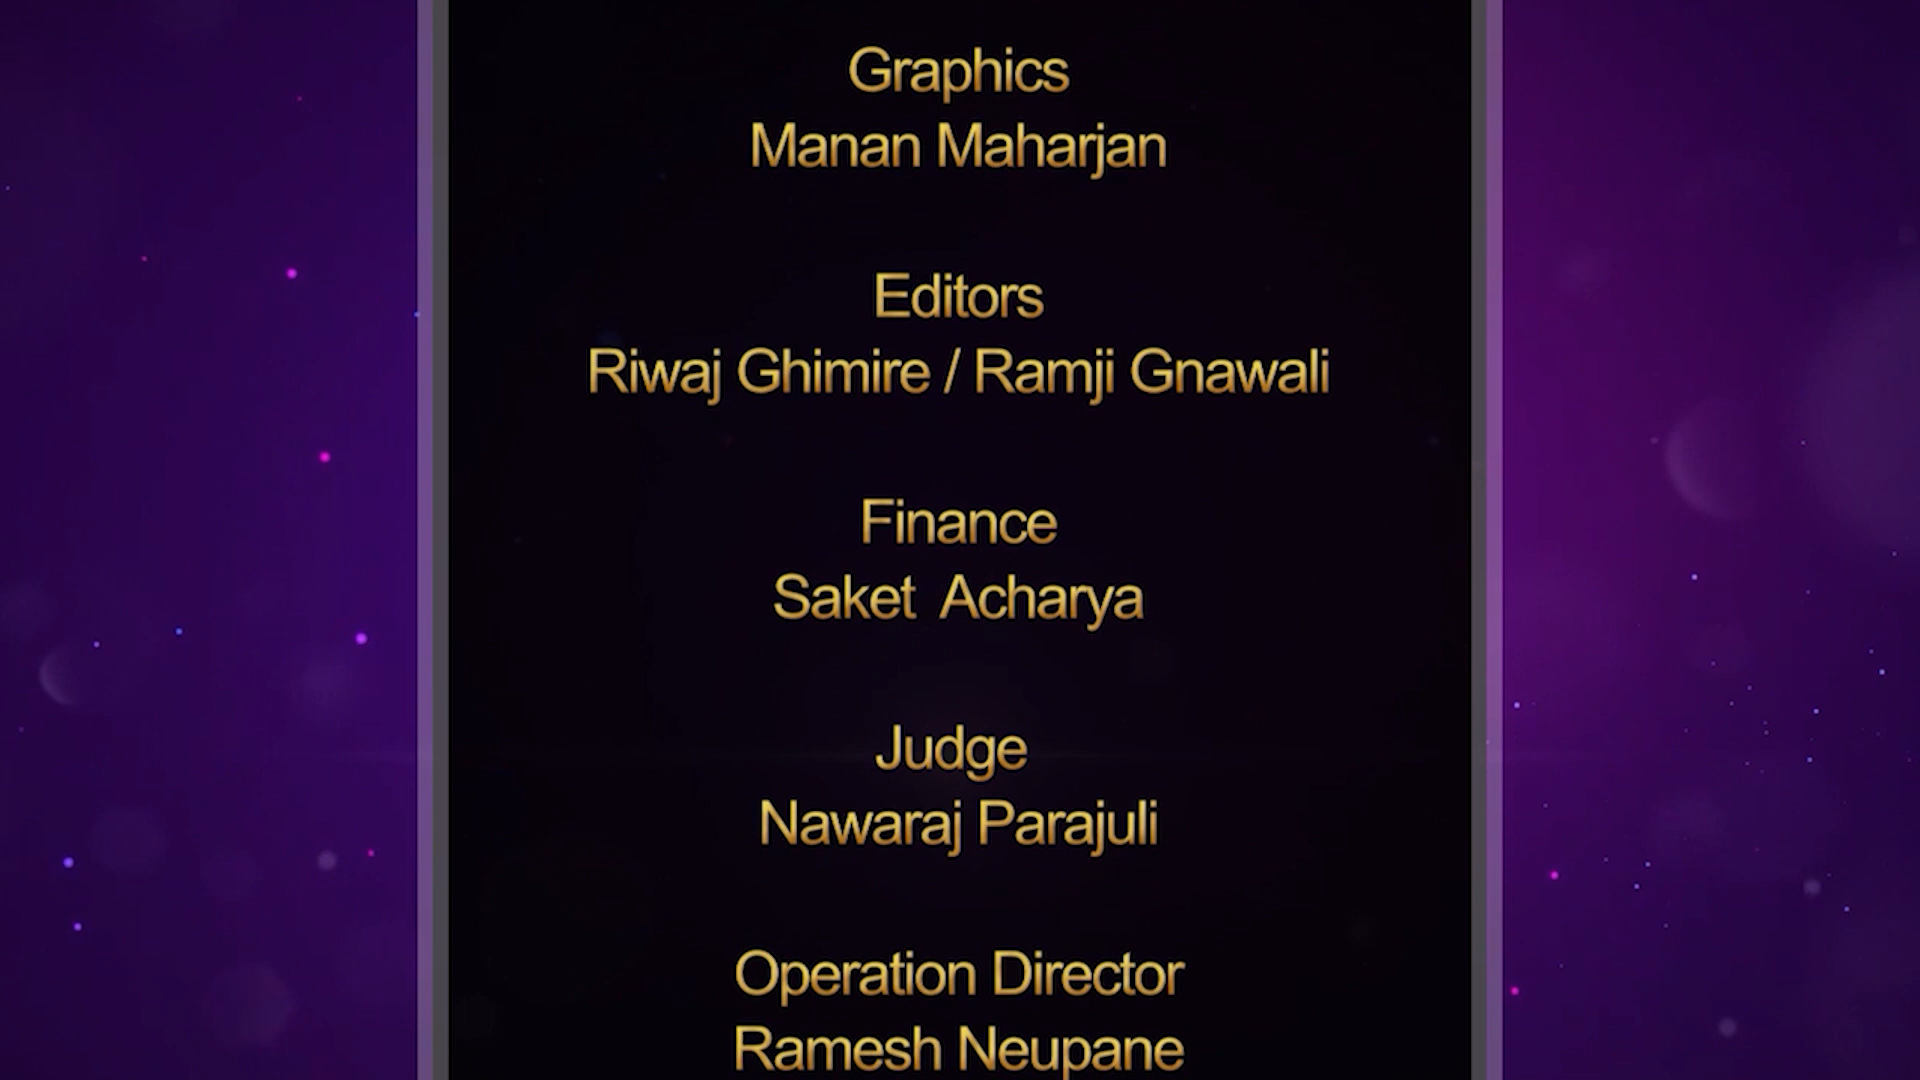 Graphics
Manan Maharjan
Editors
Riwaj Ghimire / Ramji Gnawali
Finance
Saket Acharya
Judge
Nawaraj Parajuli
Operation Director
Ramesh Neupane